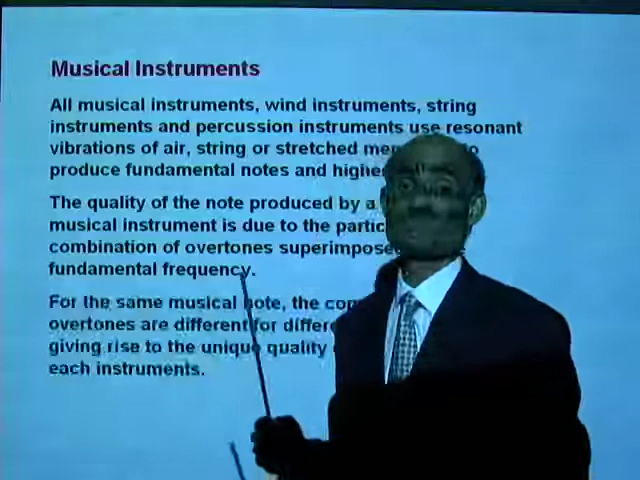 Musical Instruments
All musical instruments, wind instruments, string
instruments and percussion instruments use resonant
vibrations of air, string or stretched
produce fundamental notes and
The quality of the note produced by a
musical instrument is due to the
combination of overtones
fundamental frequency.
For the same musical note, the
overtones are different for
giving rise to the unique quality
each instruments.